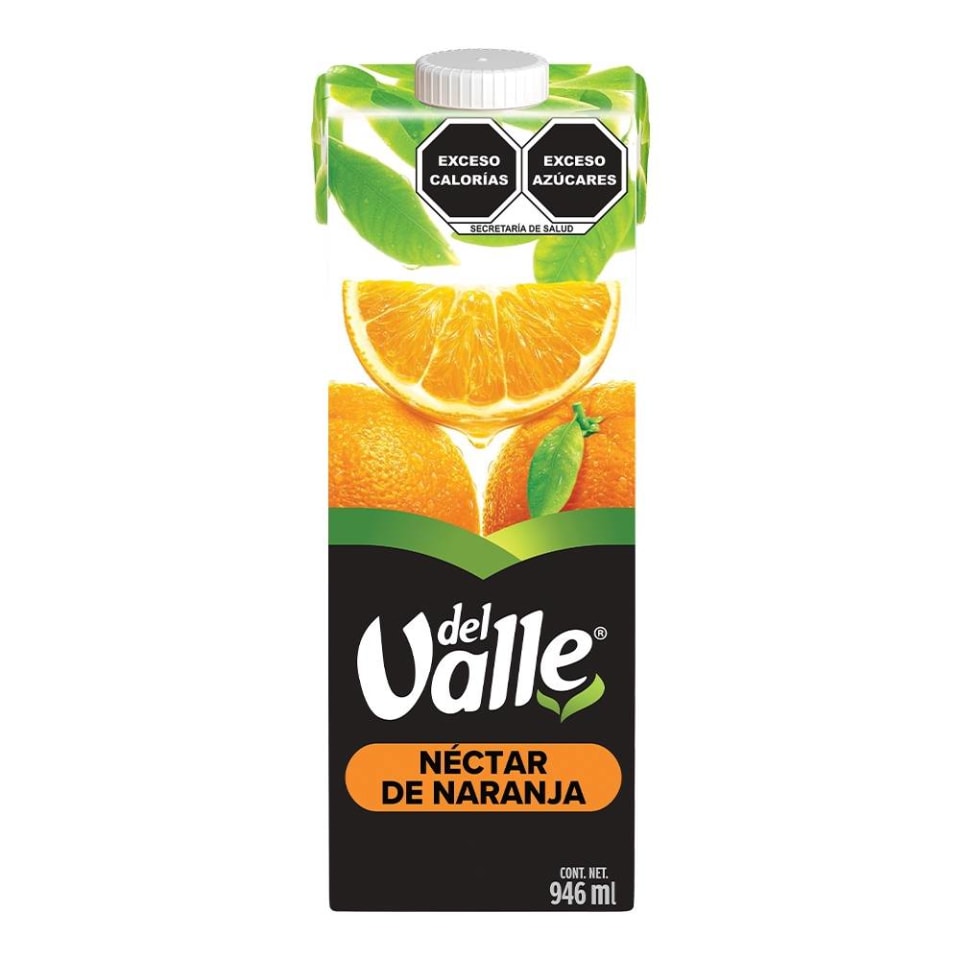 EXCESO
CALORÍAS
EXCESO
AZÚCARES
SECRETARÍA DE SALUD
del
Valle®
NÉCTAR
DE NARANJA
CONT. NET.
946 ml